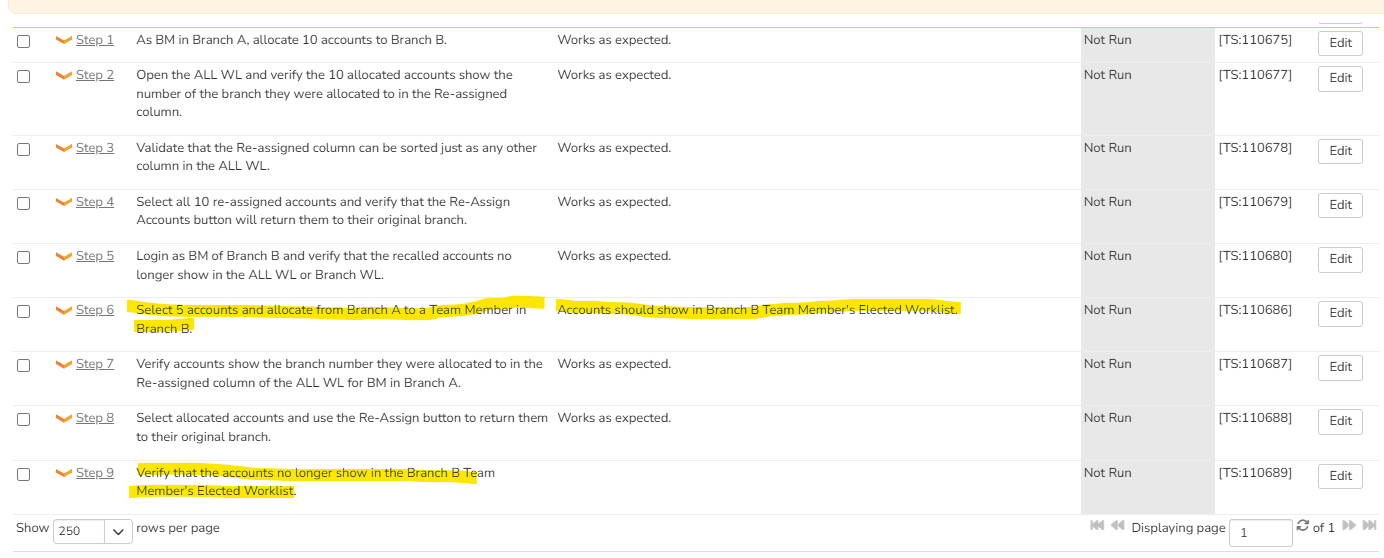 Step 1 As BM in Branch A, allocate 10 accounts to Branch B. Works as expected. Not Run [TS:110675] Edit
Step 2 Open the ALL WL and verify the 10 allocated accounts show the Works as expected. Not Run [TS:110677] Edit
number of the branch they were allocated to in the Re-assigned
column.
Step 3 Validate that the Re-assigned column can be sorted just as any other Works as expected. Not Run [TS:110678] Edit
column in the ALL WL.
Step 4 Select all 10 re-assigned accounts and verify that the Re-Assign Works as expected. Not Run [TS:110679] Edit
Accounts button will return them to their original branch.
Step 5 Login as BM of Branch B and verify that the recalled accounts no Works as expected. Not Run [TS:110680] Edit
longer show in the ALL WL or Branch WL.
Step 6 Select 5 accounts and allocate from Branch A to a Team Member in Accounts should show in Branch B Team Member's Elected Worklist. Not Run [TS:110686] Edit
Branch B.
Step 7 Verify accounts show the branch number they were allocated to in the Works as expected. Not Run [TS:110687] Edit
Re-assigned column of the ALL WL for BM in Branch A.
Step 8 Select allocated accounts and use the Re-Assign button to return them Works as expected. Not Run [TS:110688] Edit
to their original branch.
Step 9 Verify that the accounts no longer show in the Branch B Team Not Run [TS:110689] Edit
Member's Elected Worklist.
Show 250 rows per page Displaying page 1 of 1